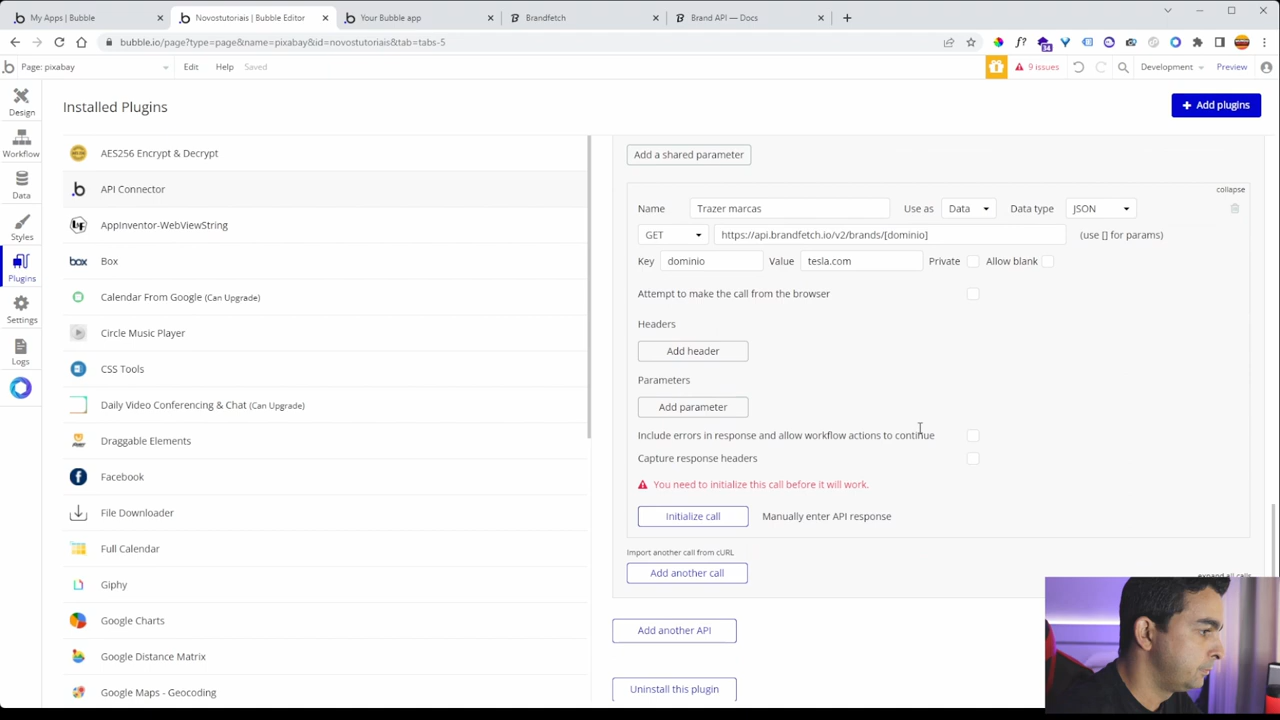 My Apps | Bubble
Novostutoriais | Bubble Editor
Your Bubble app
Brandfetch
Brand API — Docs
bubble.io/page?type=page&name=pixabay&id=novostutoriais&tab=tabs-5
Page: pixabay
Edit
Help
Saved
9 issues
Development
Preview
Design
Workflow
Data
Styles
Plugins
Settings
Logs
Installed Plugins
Add plugins
AES256 Encrypt & Decrypt
API Connector
AppInventor-WebViewString
Box
Calendar From Google (Can Upgrade)
Circle Music Player
CSS Tools
Daily Video Conferencing & Chat (Can Upgrade)
Draggable Elements
Facebook
File Downloader
Full Calendar
Giphy
Google Charts
Google Distance Matrix
Google Maps - Geocoding
Add a shared parameter
collapse
Name Trazer marcas Use as Data Data type JSON
GET https://api.brandfetch.io/v2/brands/[dominio] (use [] for params)
Key dominio Value tesla.com Private Allow blank
Attempt to make the call from the browser
Headers
Add header
Parameters
Add parameter
Include errors in response and allow workflow actions to continue
Capture response headers
You need to initialize this call before it will work.
Initialize call Manually enter API response
Import another call from cURL
Add another call
expand all calls
Add another API
Uninstall this plugin